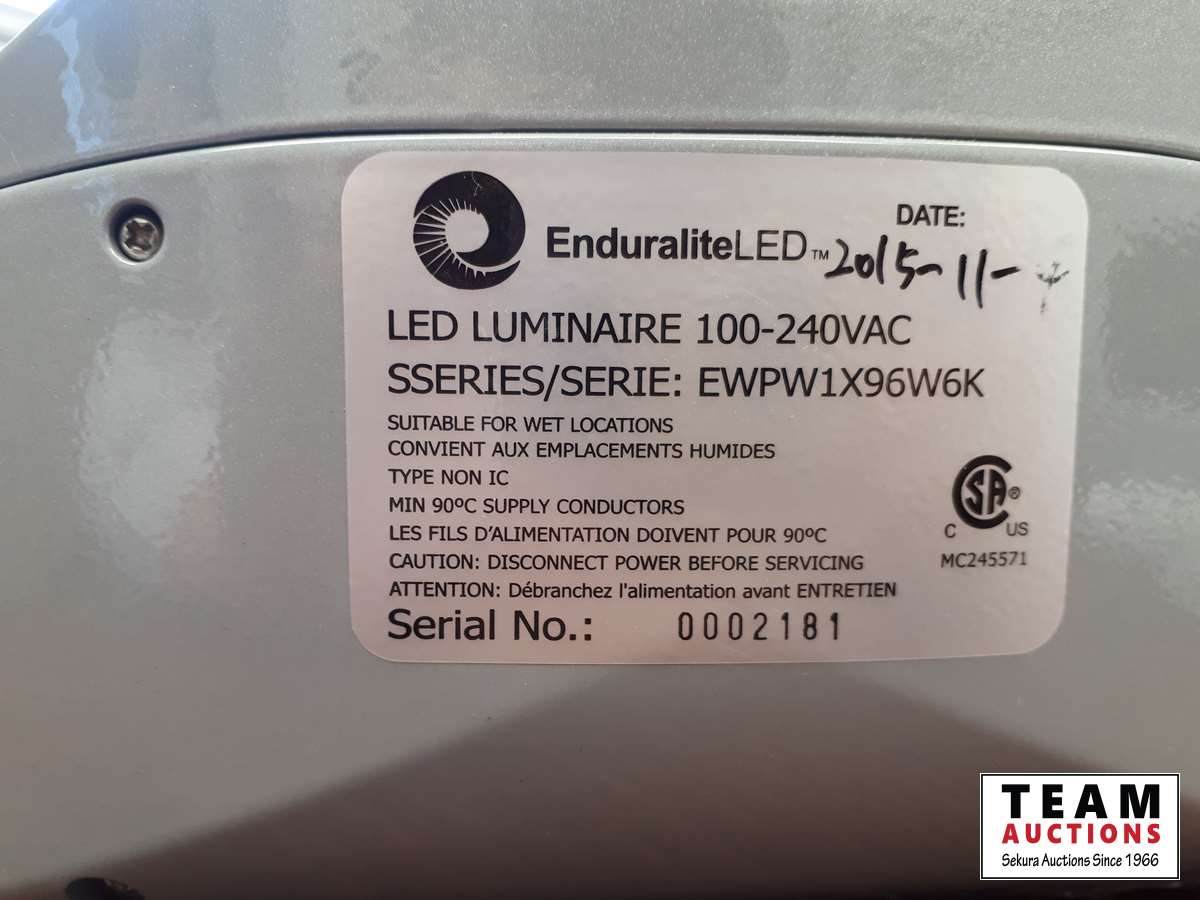 EnduraliteLED™
DATE:
2015-11-
LED LUMINAIRE 100-240VAC
SSERIES/SERIE: EWPW1X96W6K
SUITABLE FOR WET LOCATIONS
CONVIENT AUX EMPLACEMENTS HUMIDES
TYPE NON IC
MIN 90ºC SUPPLY CONDUCTORS
LES FILS D'ALIMENTATION DOIVENT POUR 90ºC
CAUTION: DISCONNECT POWER BEFORE SERVICING
ATTENTION: Débranchez l'alimentation avant ENTRETIEN
Serial No.: 0002181
CSA®
C US
MC245571
TEAM
AUCTIONS
Sekura Auctions Since 1966